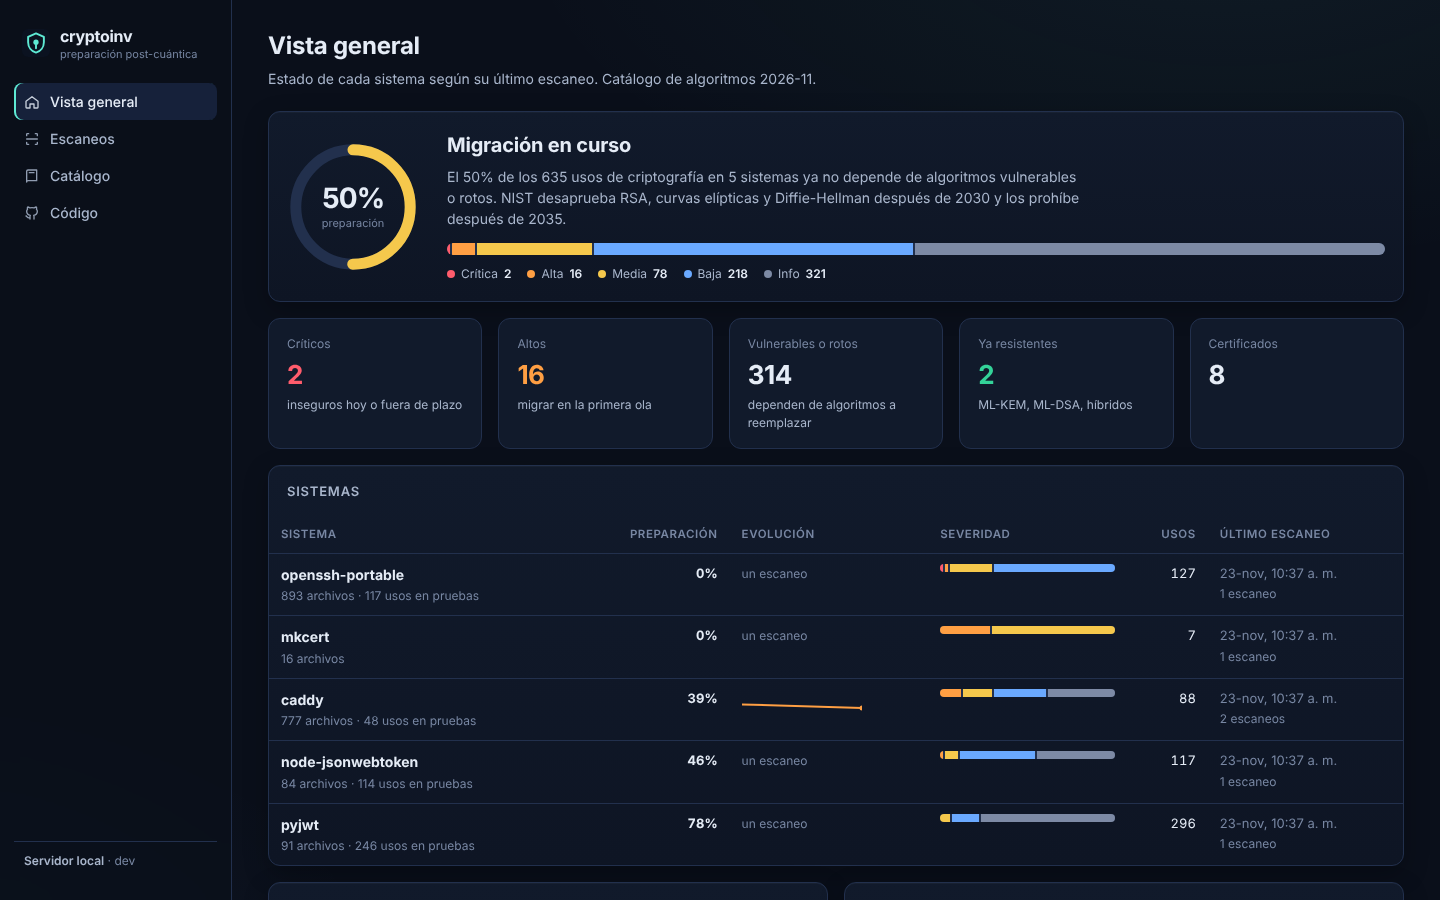 cryptoinv
preparación post-cuántica
Vista general
Escaneos
Catálogo
Código
Servidor local · dev
Vista general
Estado de cada sistema según su último escaneo. Catálogo de algoritmos 2026-11.
50%
preparación
Migración en curso
El 50% de los 635 usos de criptografía en 5 sistemas ya no depende de algoritmos vulnerables
o rotos. NIST desaprueba RSA, curvas elípticas y Diffie-Hellman después de 2030 y los prohíbe
después de 2035.
Crítica 2 Alta 16 Media 78 Baja 218 Info 321
Críticos
2
inseguros hoy o fuera de plazo
Altos
16
migrar en la primera ola
Vulnerables o rotos
314
dependen de algoritmos a
reemplazar
Ya resistentes
2
ML-KEM, ML-DSA, híbridos
Certificados
8
SISTEMAS
SISTEMA PREPARACIÓN EVOLUCIÓN SEVERIDAD USOS ÚLTIMO ESCANEO
openssh-portable 0% un escaneo 127 23-nov, 10:37 a. m.
893 archivos · 117 usos en pruebas 1 escaneo
mkcert 0% un escaneo 7 23-nov, 10:37 a. m.
16 archivos 1 escaneo
caddy 39% 88 23-nov, 10:37 a. m.
777 archivos · 48 usos en pruebas 2 escaneos
node-jsonwebtoken 46% un escaneo 117 23-nov, 10:37 a. m.
84 archivos · 114 usos en pruebas 1 escaneo
pyjwt 78% un escaneo 296 23-nov, 10:37 a. m.
91 archivos · 246 usos en pruebas 1 escaneo